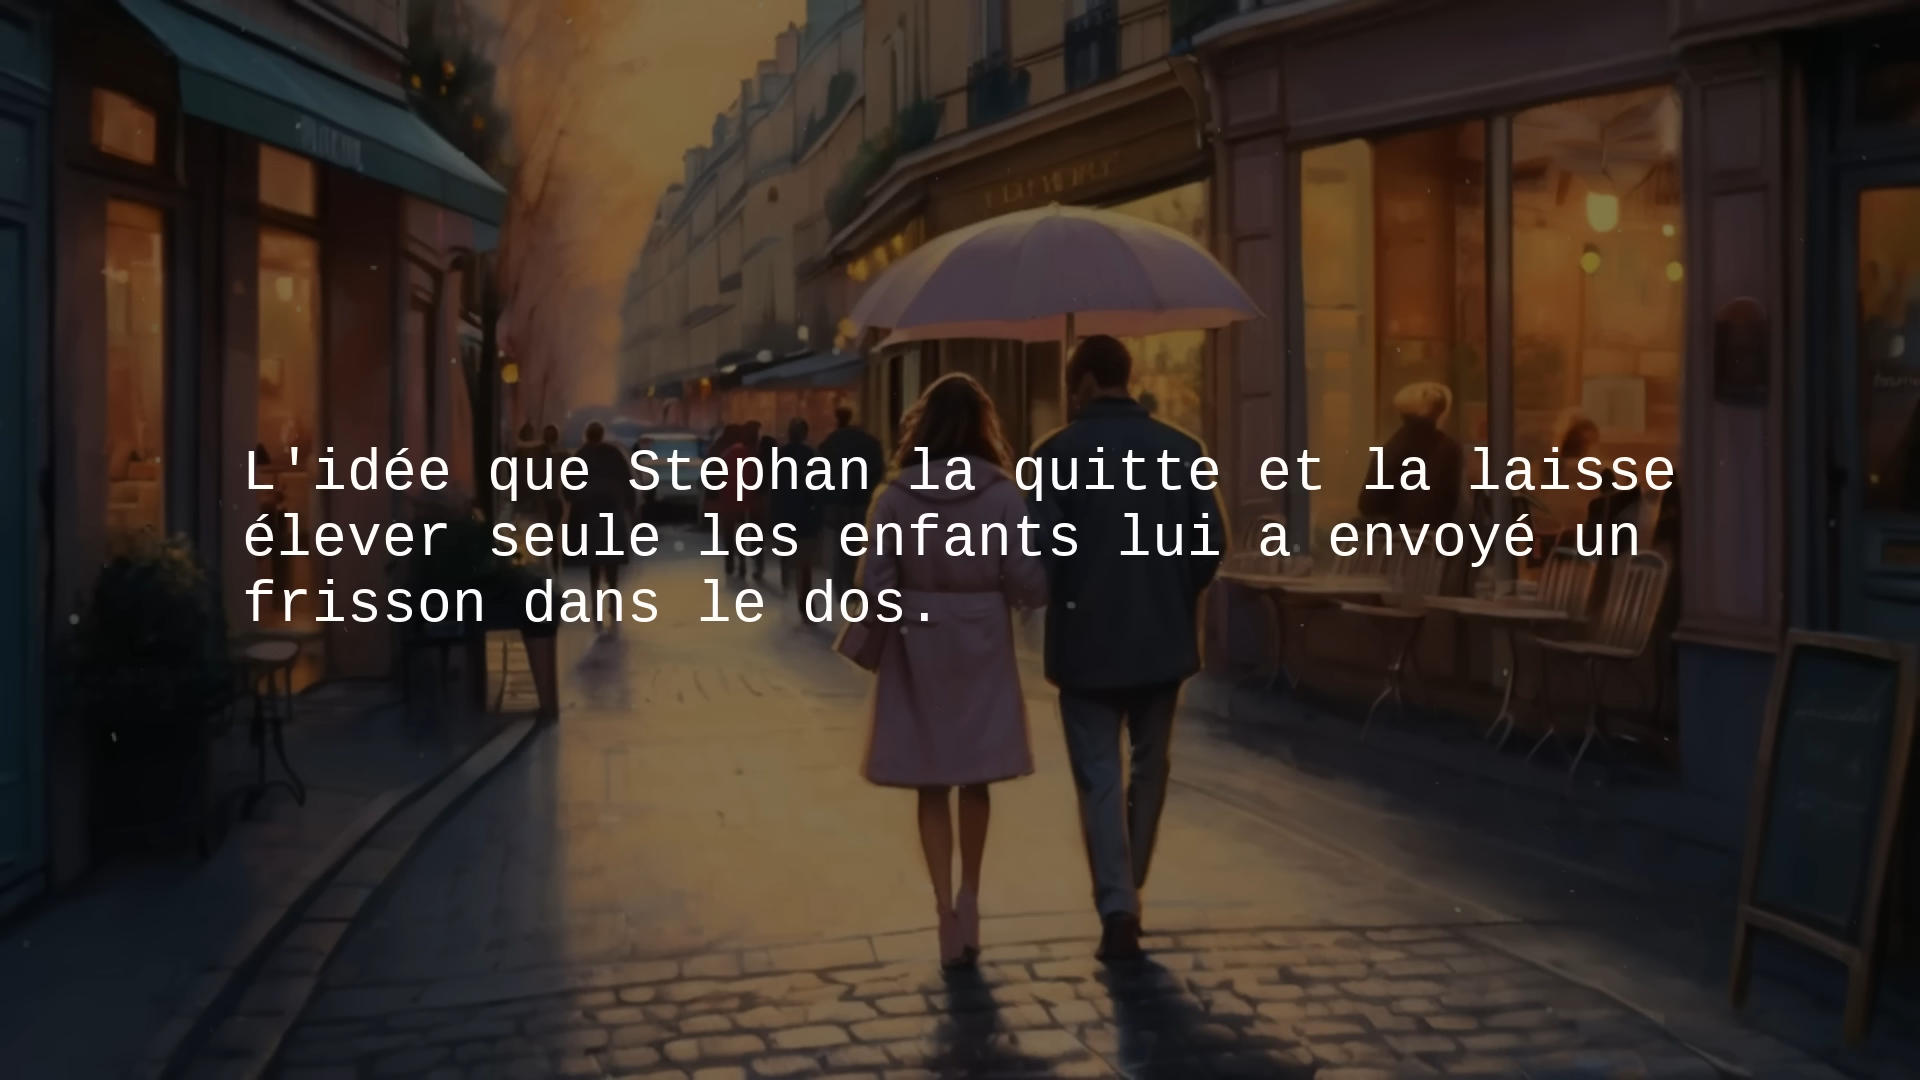 L'idée que Stephan la quitte et la laisse
élever seule les enfants lui a envoyé un
frisson dans le dos.